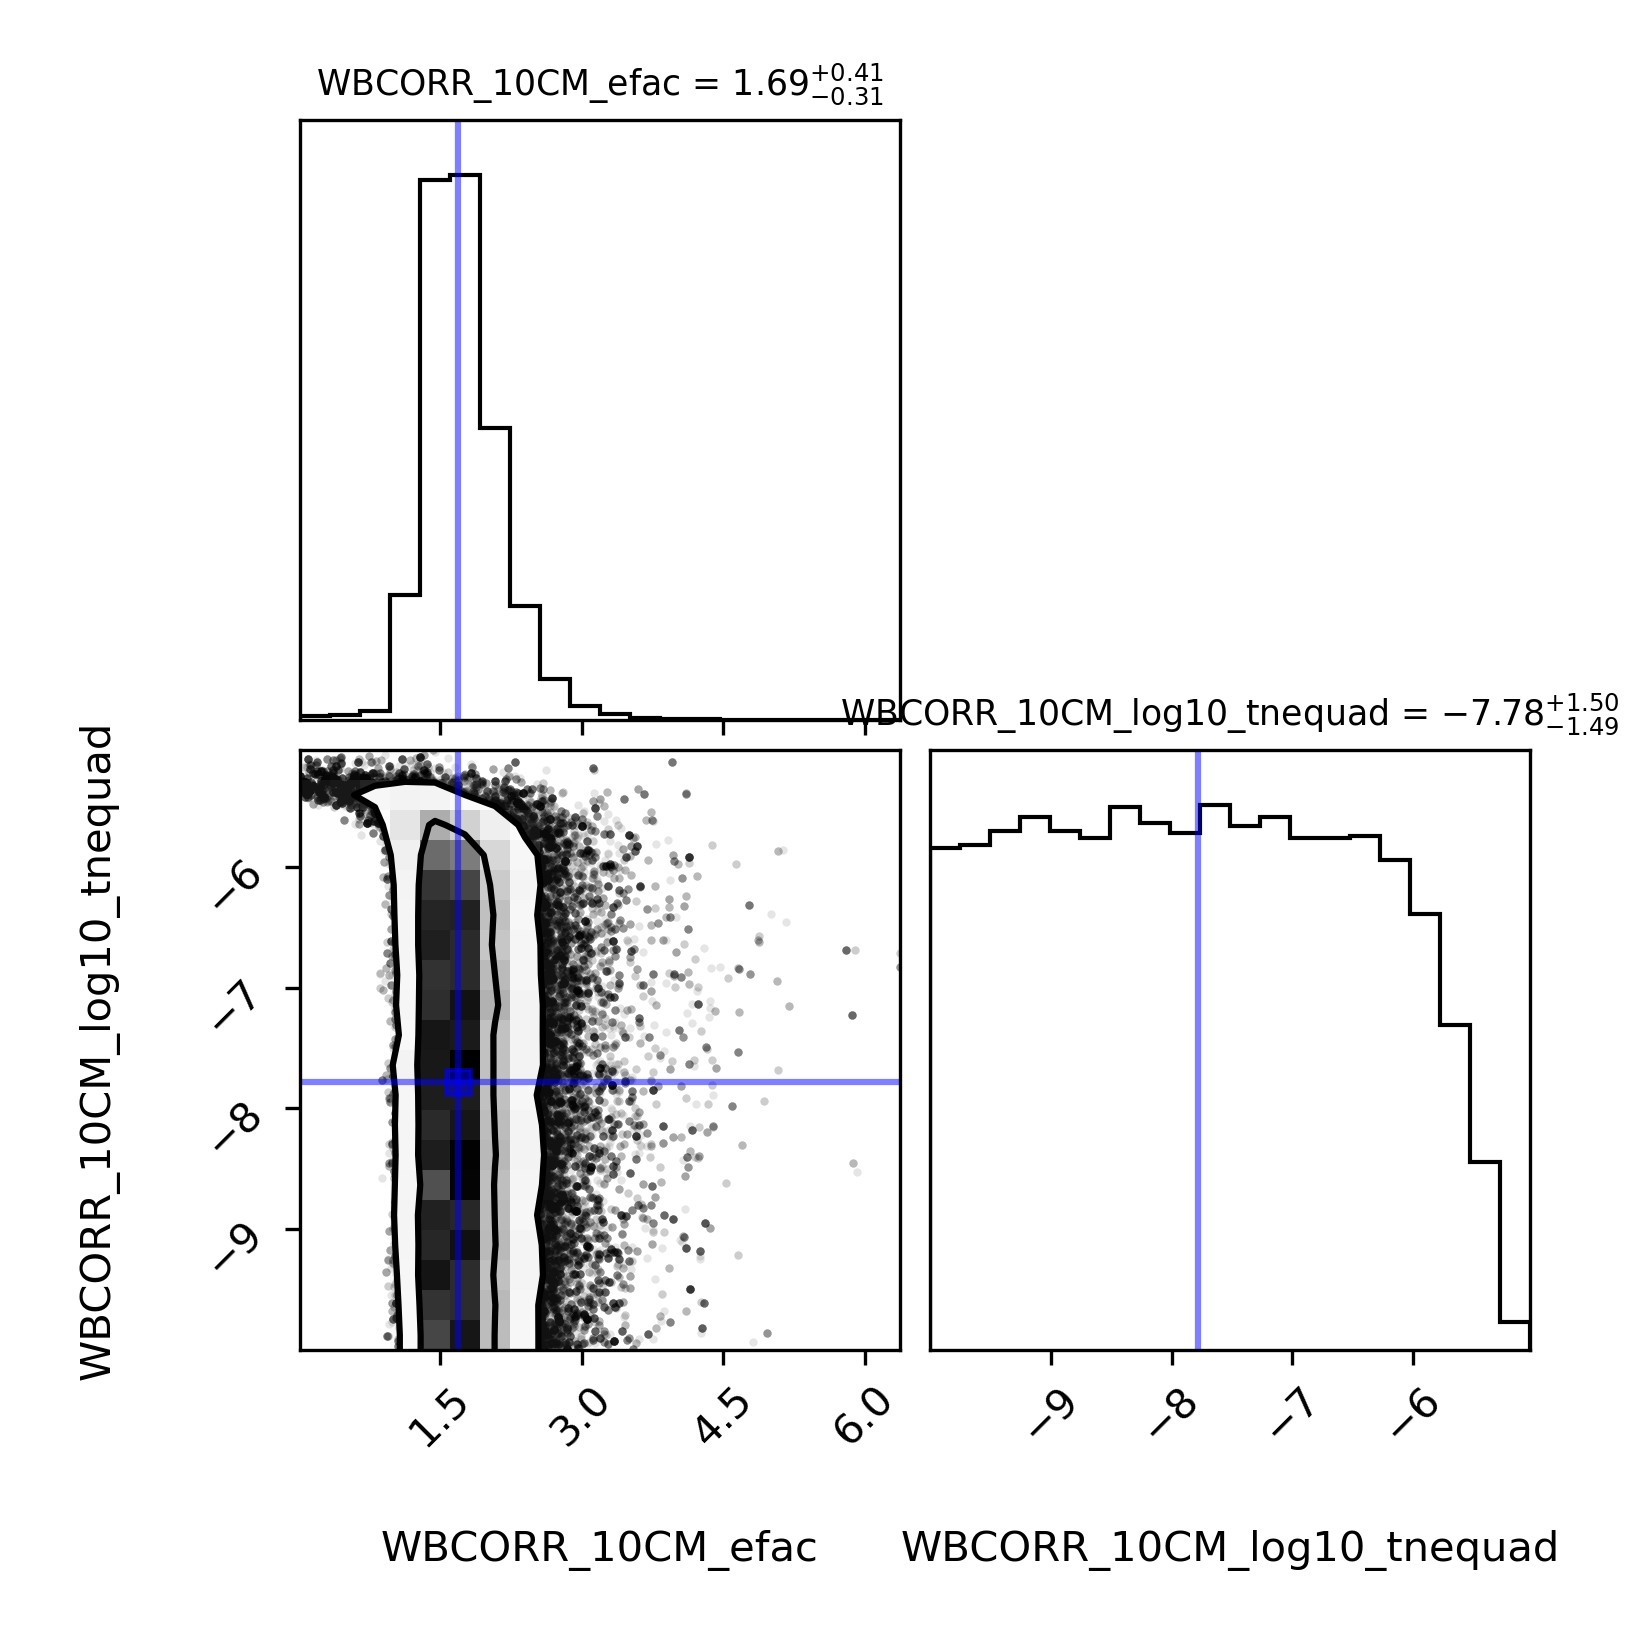 WBCORR_10CM_efac = 1.69+0.41−0.31
WBCORR_10CM_log10_tnequad = −7.78+1.50−1.49
WBCORR_10CM_log10_tnequad
−6
−7
−8
−9
1.5
3.0
4.5
6.0
−9
−8
−7
−6
WBCORR_10CM_efac
WBCORR_10CM_log10_tnequad